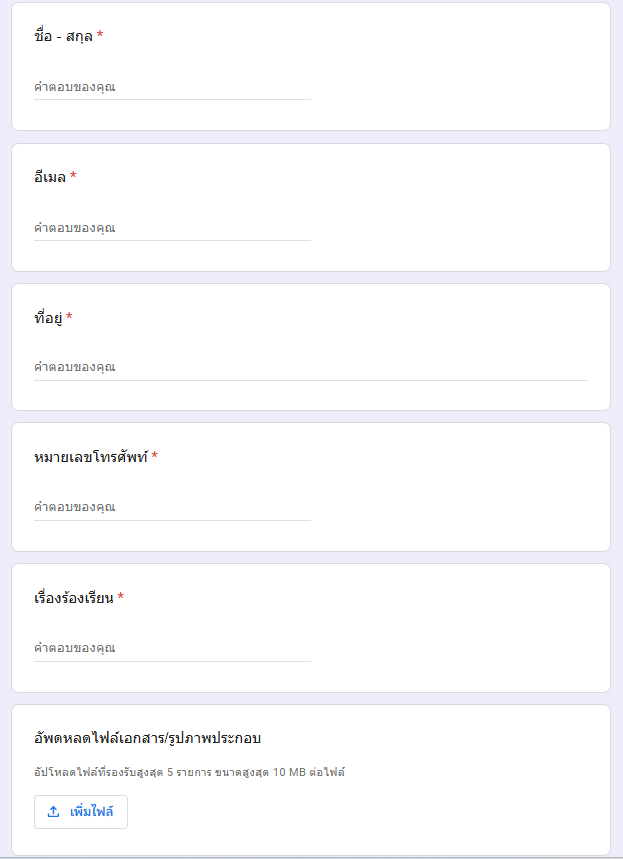 ชื่อ - สกุล *
คำตอบของคุณ
อีเมล *
คำตอบของคุณ
ที่อยู่ *
คำตอบของคุณ
หมายเลขโทรศัพท์ *
คำตอบของคุณ
เรื่องร้องเรียน *
คำตอบของคุณ
อัพดหลดไฟล์เอกสาร/รูปภาพประกอบ
อัปโหลดไฟล์ที่รองรับสูงสุด 5 รายการ ขนาดสูงสุด 10 MB ต่อไฟล์
เพิ่มไฟล์